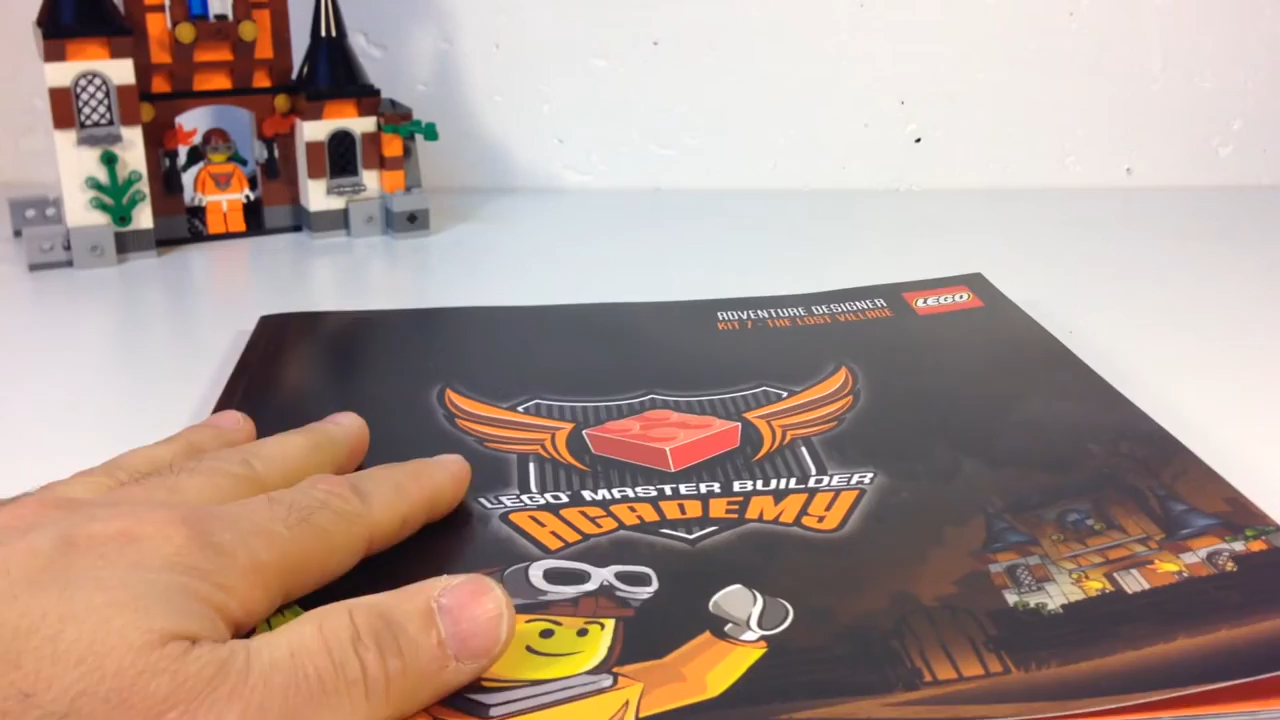 ADVENTURE DESIGNER
KIT 7 - THE LOST VILLAGE
LEGO
LEGO® MASTER BUILDER
ACADEMY